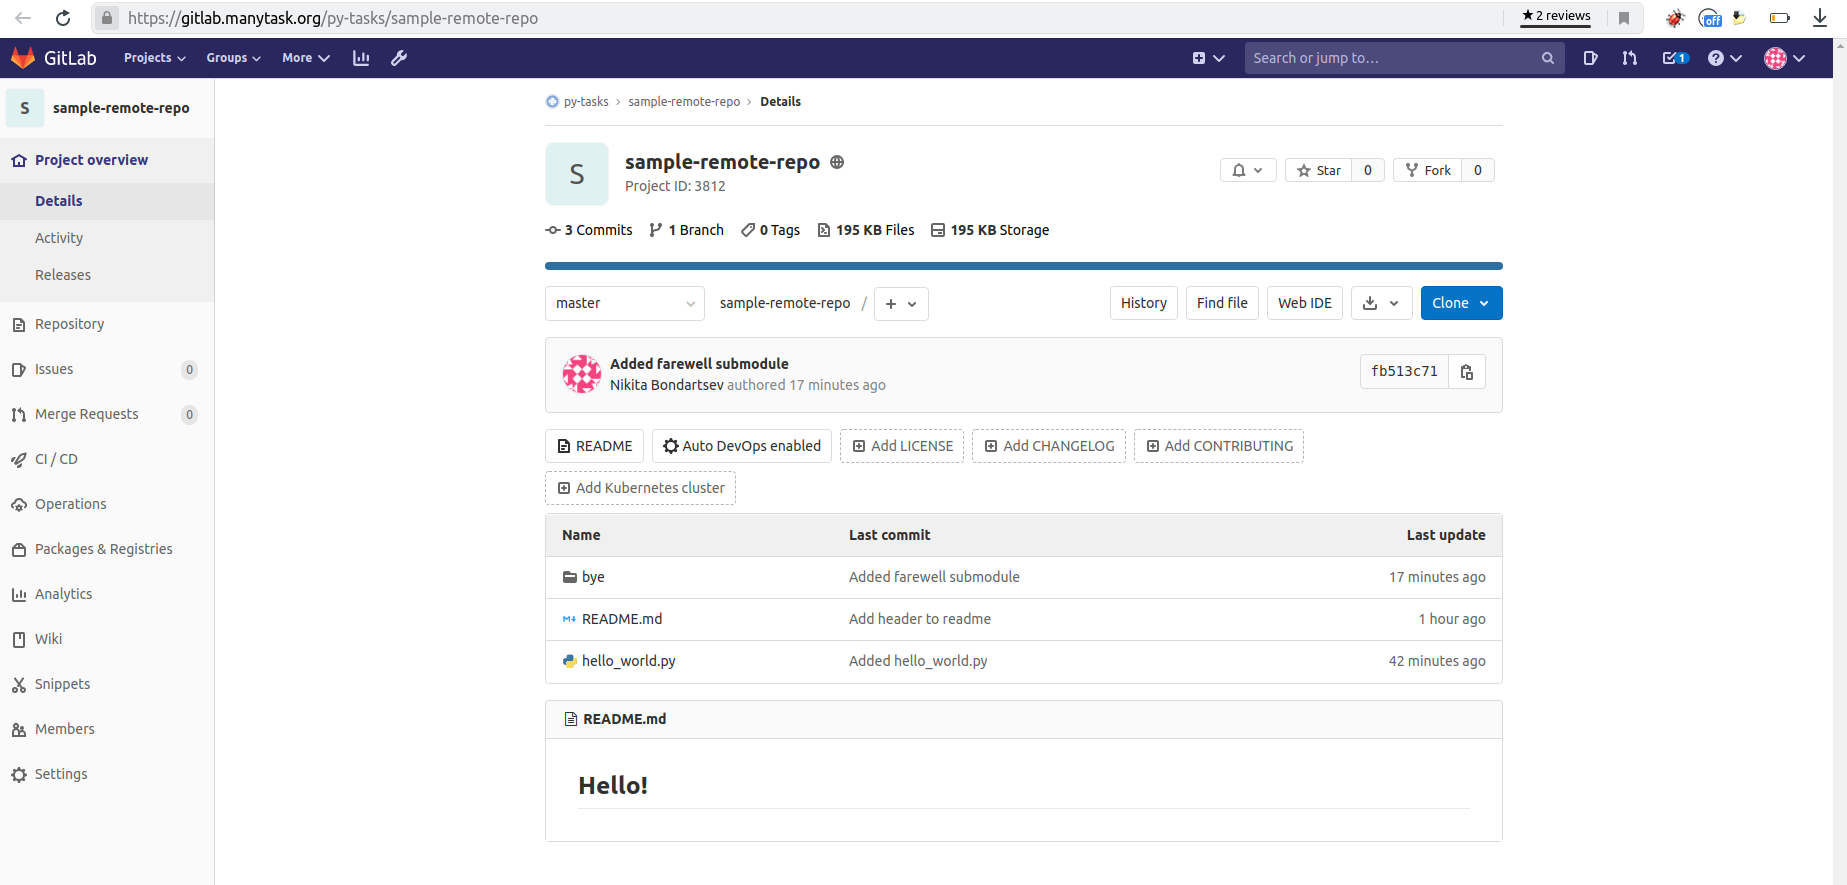 https://gitlab.manytask.org/py-tasks/sample-remote-repo
★2 reviews
off
GitLab
Projects
Groups
More
Search or jump to…
1
S
sample-remote-repo
Project overview
Details
Activity
Releases
Repository
Issues
0
Merge Requests
0
CI / CD
Operations
Packages & Registries
Analytics
Wiki
Snippets
Members
Settings
py-tasks › sample-remote-repo › Details
S
sample-remote-repo
Project ID: 3812
Star 0
Fork 0
3 Commits
1 Branch
0 Tags
195 KB Files
195 KB Storage
master
sample-remote-repo /
+
History
Find file
Web IDE
Clone
Added farewell submodule
Nikita Bondartsev authored 17 minutes ago
fb513c71
README
Auto DevOps enabled
Add LICENSE
Add CHANGELOG
Add CONTRIBUTING
Add Kubernetes cluster
Name Last commit Last update
bye Added farewell submodule 17 minutes ago
README.md Add header to readme 1 hour ago
hello_world.py Added hello_world.py 42 minutes ago
README.md
Hello!